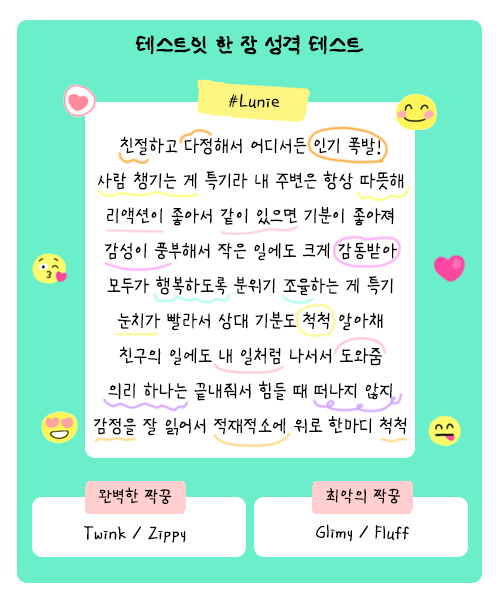 테스트잇 한 장 성격 테스트
#Lunie
친절하고 다정해서 어디서든 인기 폭발!
사람 챙기는 게 특기라 내 주변은 항상 따뜻해
리액션이 좋아서 같이 있으면 기분이 좋아져
감성이 풍부해서 작은 일에도 크게 감동받아
모두가 행복하도록 분위기 조율하는 게 특기
눈치가 빨라서 상대 기분도 척척 알아채
친구의 일에도 내 일처럼 나서서 도와줌
의리 하나는 끝내줘서 힘들 때 떠나지 않지
감정을 잘 읽어서 적재적소에 위로 한마디 척척
완벽한 짝꿍
Twink / Zippy
최악의 짝꿍
Glimy / Fluff